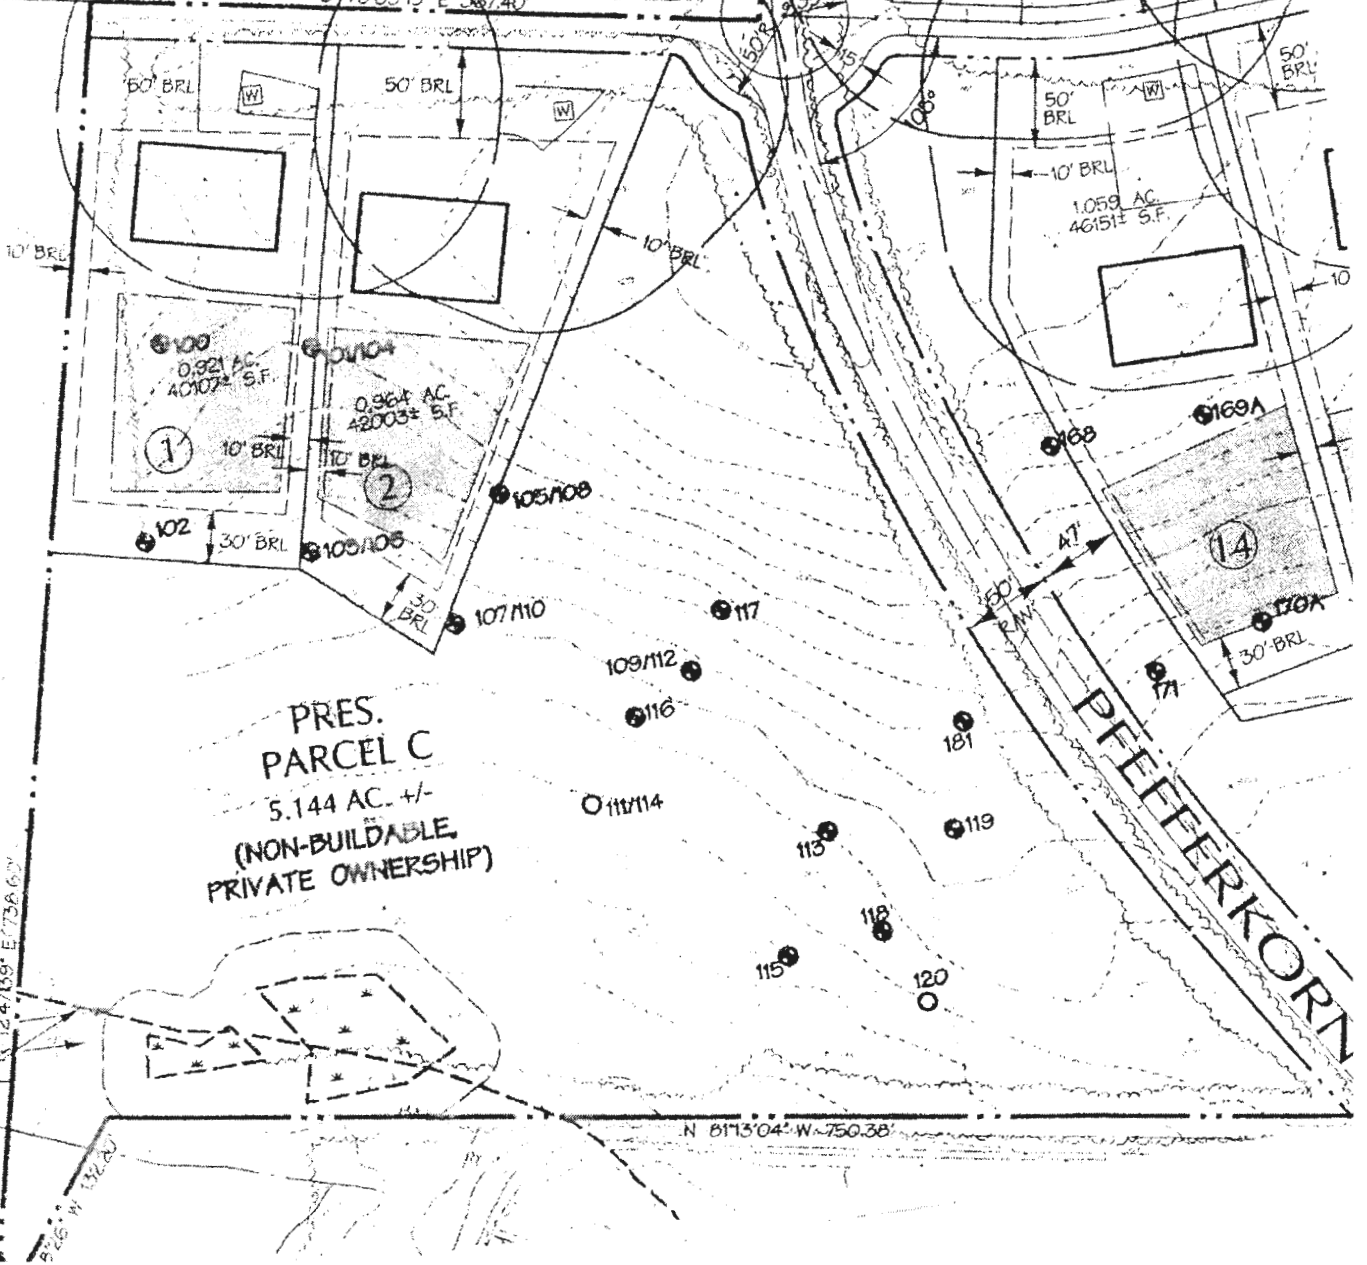 50' BRL
50' BRL
50' BRL
50' BRL
W
W
W
15'
10' BRL
10' BRL
10' BRL
10
1.059 AC.
46151± S.F.
100
0.921 AC.
40107± S.F.
101/104
0.964 AC.
42003± S.F.
1
10' BRL
10' BRL
2
105/108
169A
168
14
102
30' BRL
103/106
30'
BRL
107/110
117
47'
50'
R/W
170A
30' BRL
171
109/112
116
181
PRES.
PARCEL C
5.144 AC. +/-
(NON-BUILDABLE,
PRIVATE OWNERSHIP)
111/114
113
119
118
115
120
PFEFFERKORN
N 81°13'04" W 750.38'